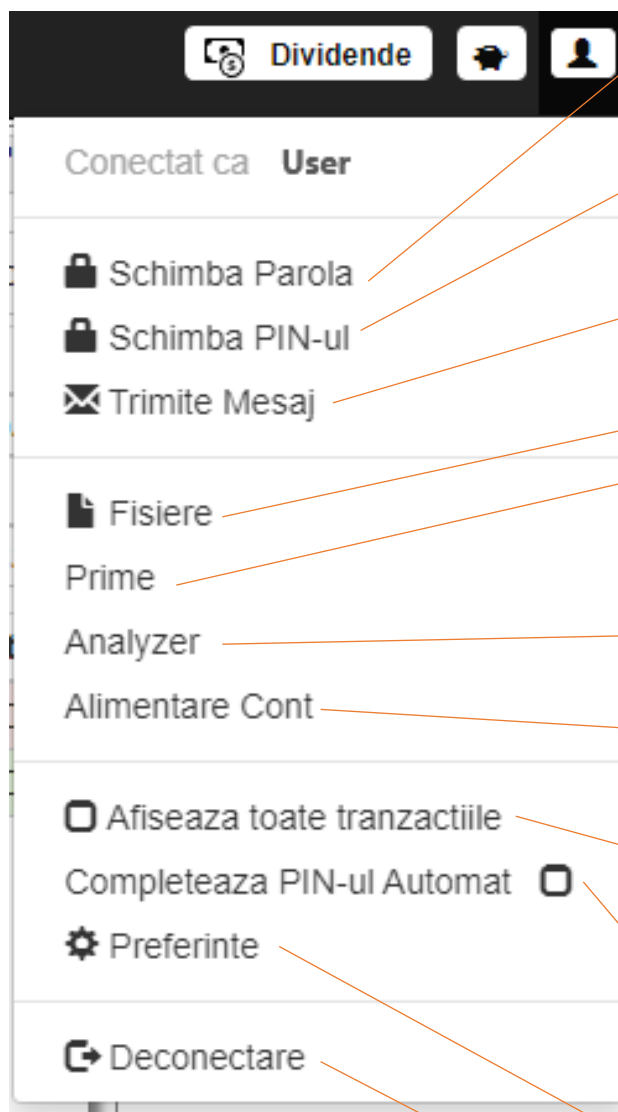 Dividende
Conectat ca User
Schimba Parola
Schimba PIN-ul
Trimite Mesaj
Fisiere
Prime
Analyzer
Alimentare Cont
Afiseaza toate tranzactiile
Completeaza PIN-ul Automat
Preferinte
Deconectare